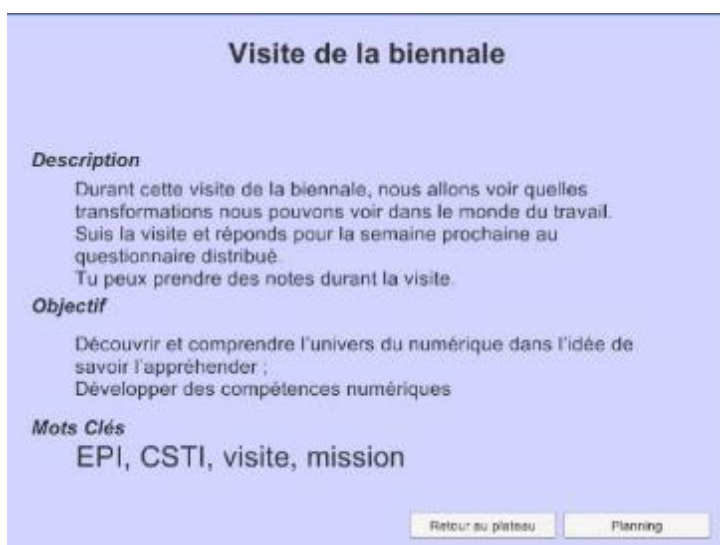 Visite de la biennale
Description
Durant cette visite de la biennale, nous allons voir quelles
transformations nous pouvons voir dans le monde du travail.
Suis la visite et réponds pour la semaine prochaine au
questionnaire distribué.
Tu peux prendre des notes durant la visite.
Objectif
Découvrir et comprendre l'univers du numérique dans l'idée de
savoir l'appréhender ;
Développer des compétences numériques
Mots Clés
EPI, CSTI, visite, mission
Retour au plateau
Planning